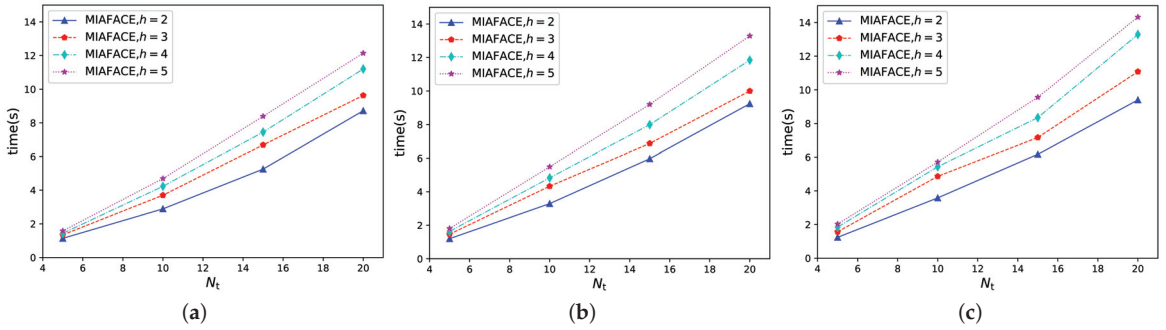 MIAFACE,h = 2
MIAFACE,h = 3
MIAFACE,h = 4
MIAFACE,h = 5
time(s)
14
12
10
8
6
4
2
0
4 6 8 10 12 14 16 18 20
Nt
(a)
MIAFACE,h = 2
MIAFACE,h = 3
MIAFACE,h = 4
MIAFACE,h = 5
time(s)
14
12
10
8
6
4
2
0
4 6 8 10 12 14 16 18 20
Nt
(b)
MIAFACE,h = 2
MIAFACE,h = 3
MIAFACE,h = 4
MIAFACE,h = 5
time(s)
14
12
10
8
6
4
2
0
4 6 8 10 12 14 16 18 20
Nt
(c)